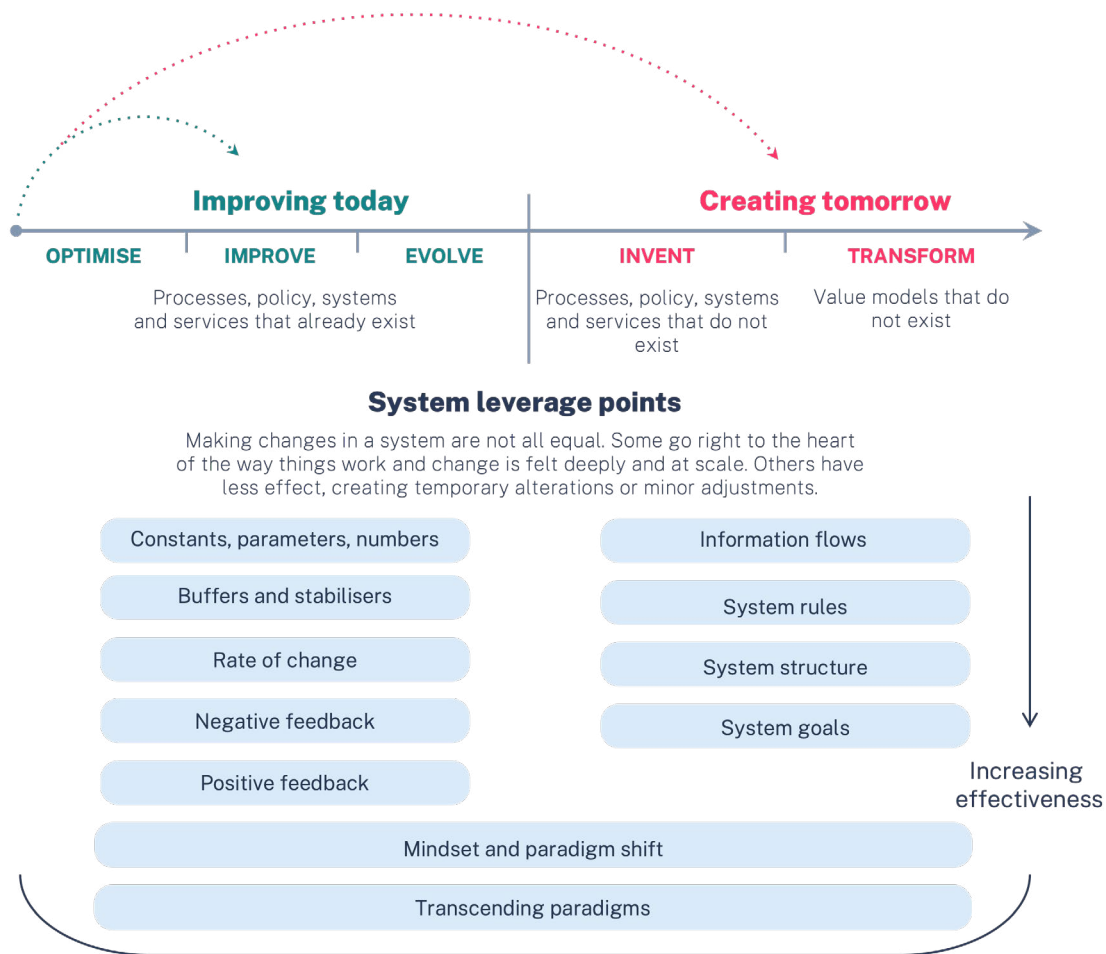 Improving today
Creating tomorrow
OPTIMISE
IMPROVE
EVOLVE
INVENT
TRANSFORM
Processes, policy, systems
and services that already exist
Processes, policy, systems
and services that do not
exist
Value models that do
not exist
System leverage points
Making changes in a system are not all equal. Some go right to the heart
of the way things work and change is felt deeply and at scale. Others have
less effect, creating temporary alterations or minor adjustments.
Constants, parameters, numbers
Buffers and stabilisers
Rate of change
Negative feedback
Positive feedback
Information flows
System rules
System structure
System goals
Increasing
effectiveness
Mindset and paradigm shift
Transcending paradigms